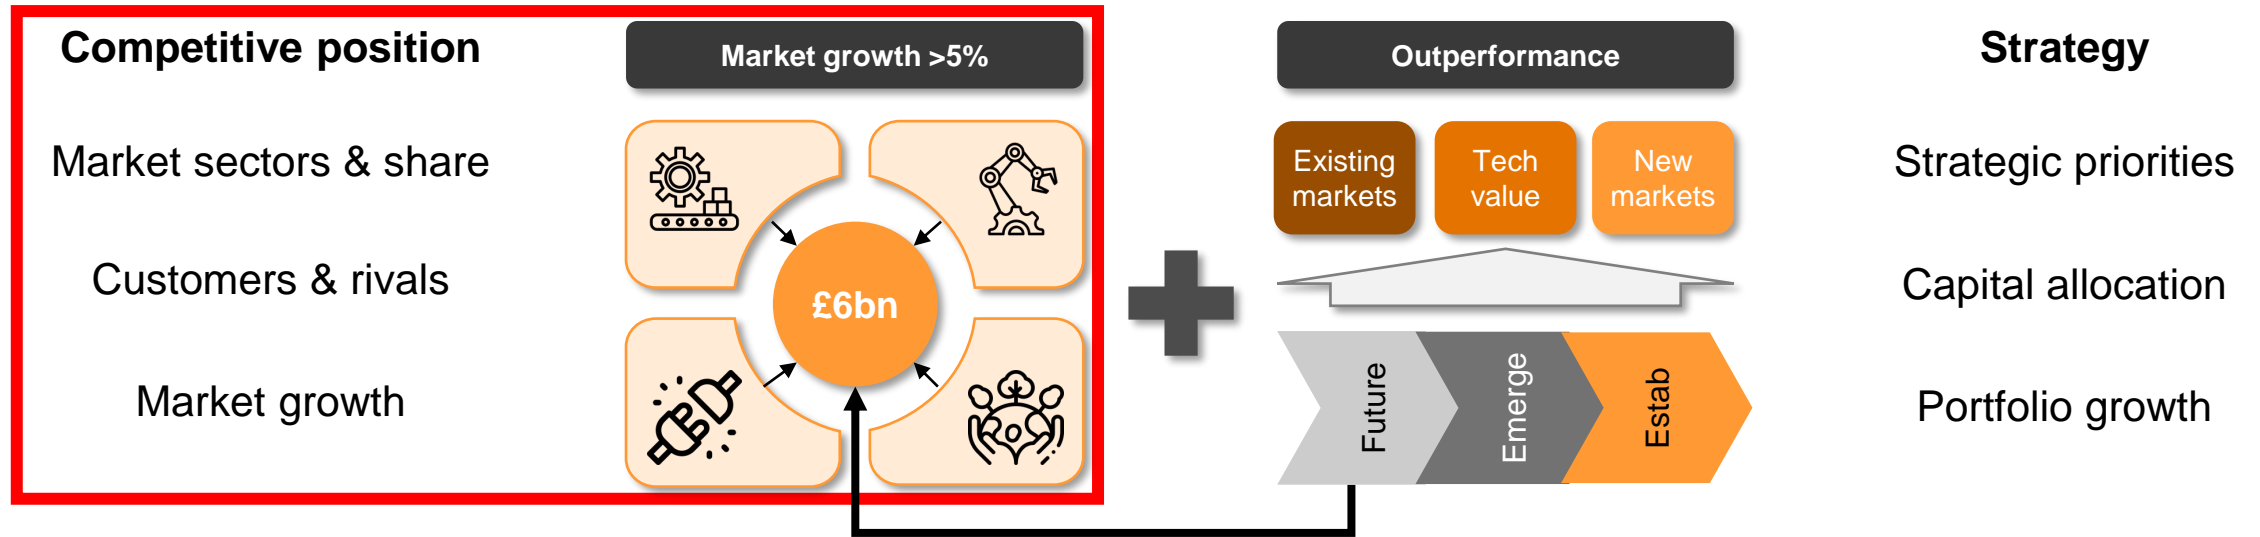 Competitive position
Market sectors & share
Customers & rivals
Market growth
Market growth >5%
£6bn
Outperformance
Existing
markets
Tech
value
New
markets
Future
Emerge
Estab
Strategy
Strategic priorities
Capital allocation
Portfolio growth